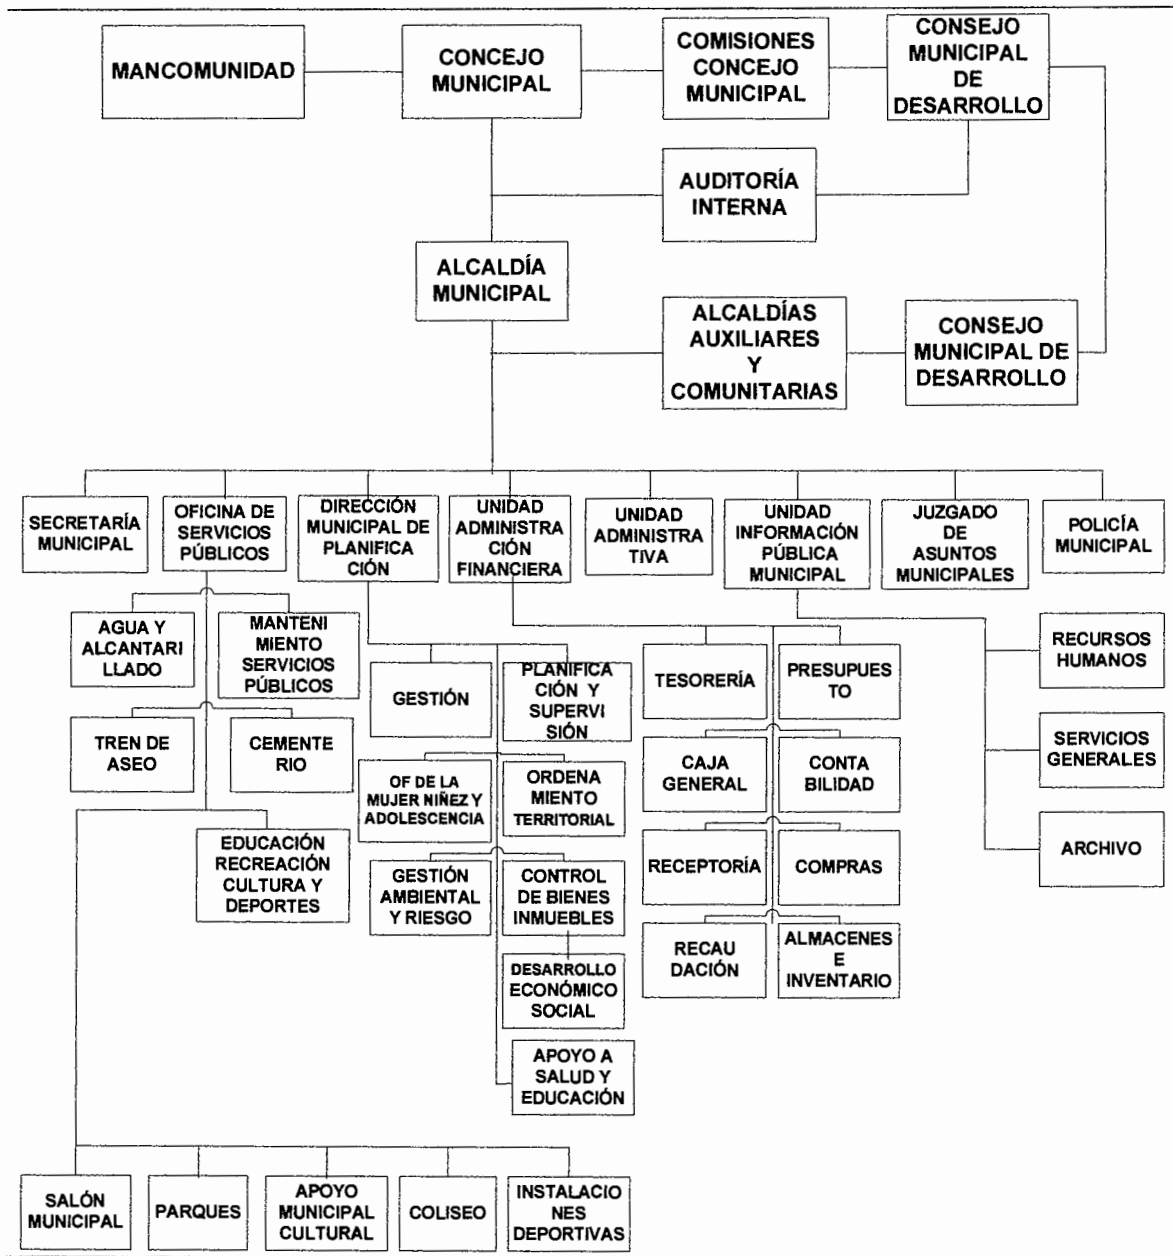 MANCOMUNIDAD
CONCEJO
MUNICIPAL
COMISIONES
CONCEJO
MUNICIPAL
CONSEJO
MUNICIPAL
DE
DESARROLLO
AUDITORÍA
INTERNA
ALCALDÍA
MUNICIPAL
ALCALDÍAS
AUXILIARES
Y
COMUNITARIAS
CONSEJO
MUNICIPAL DE
DESARROLLO
SECRETARÍA
MUNICIPAL
OFICINA DE
SERVICIOS
PÚBLICOS
DIRECCIÓN
MUNICIPAL DE
PLANIFICA
CIÓN
UNIDAD
ADMINISTRA
CIÓN
FINANCIERA
UNIDAD
ADMINISTRA
TIVA
UNIDAD
INFORMACIÓN
PÚBLICA
MUNICIPAL
JUZGADO
DE
ASUNTOS
MUNICIPALES
POLICÍA
MUNICIPAL
AGUA Y
ALCANTARI
LLADO
MANTENI
MIENTO
SERVICIOS
PÚBLICOS
GESTIÓN
PLANIFICA
CIÓN Y
SUPERVI
SIÓN
TESORERÍA
PRESUPUE
STO
RECURSOS
HUMANOS
TREN DE
ASEO
CEMENTE
RIO
OF DE LA
MUJER NIÑEZ Y
ADOLESCENCIA
ORDENA
MIENTO
TERRITORIAL
CAJA
GENERAL
CONTA
BILIDAD
SERVICIOS
GENERALES
EDUCACIÓN
RECREACIÓN
CULTURA Y
DEPORTES
GESTIÓN
AMBIENTAL
Y RIESGO
CONTROL
DE BIENES
INMUEBLES
RECEPTORÍA
COMPRAS
ARCHIVO
DESARROLLO
ECONÓMICO
SOCIAL
RECAU
DACIÓN
ALMACENES
E
INVENTARIO
APOYO A
SALUD Y
EDUCACIÓN
SALÓN
MUNICIPAL
PARQUES
APOYO
MUNICIPAL
CULTURAL
COLISEO
INSTALACIO
NES
DEPORTIVAS